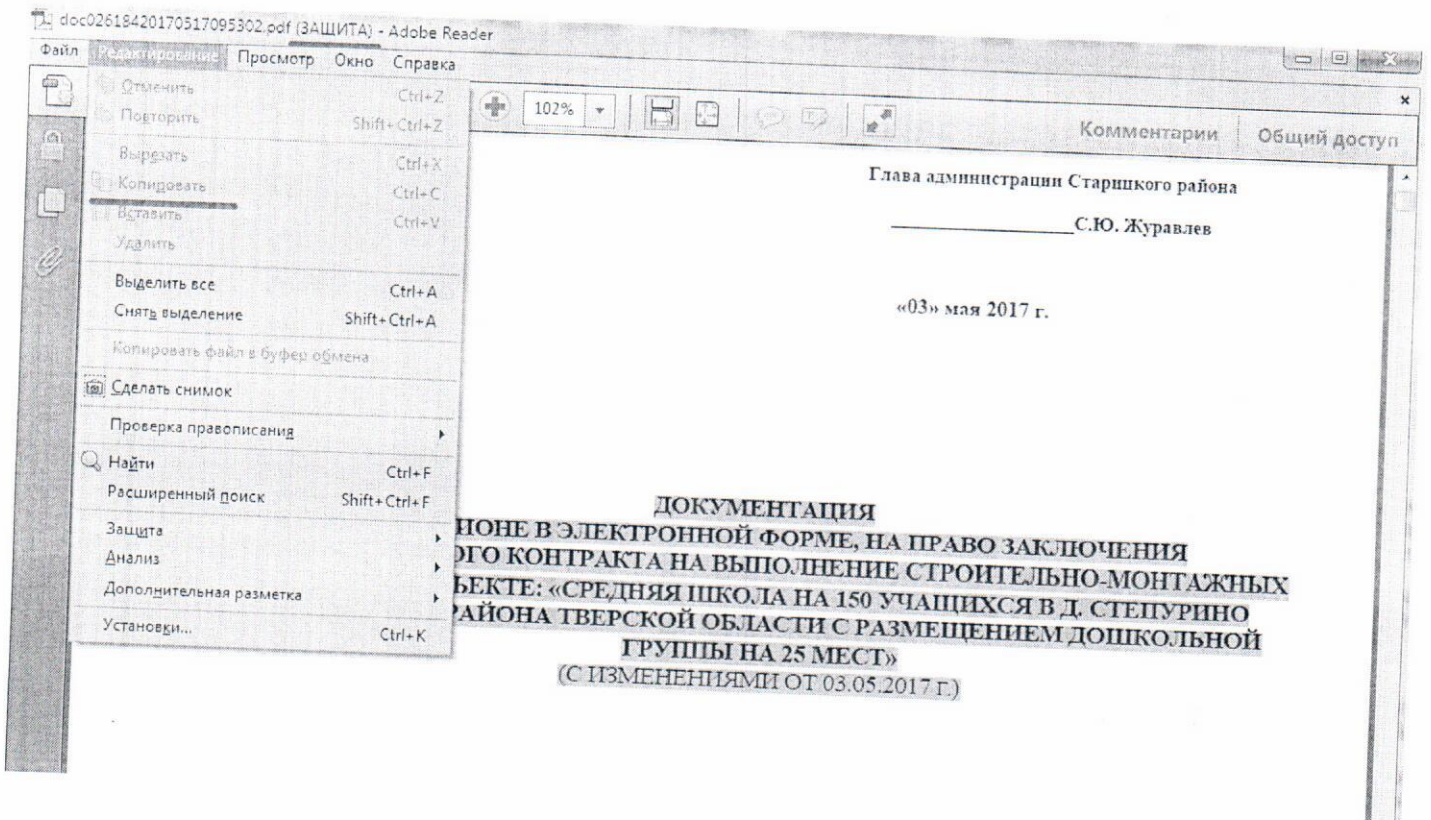 doc02618420170517095302.pdf (ЗАЩИТА) - Adobe Reader
Файл Редактирование Просмотр Окно Справка
102%
Комментарии Общий доступ
Отменить Ctrl+Z
Повторить Shift+Ctrl+Z
Вырезать Ctrl+X
Копировать Ctrl+C
Вставить Ctrl+V
Удалить
Выделить все Ctrl+A
Снять выделение Shift+Ctrl+A
Копировать файл в буфер обмена
Сделать снимок
Проверка правописания
Найти Ctrl+F
Расширенный поиск Shift+Ctrl+F
Защита
Анализ
Дополнительная разметка
Установки... Ctrl+K
Глава администрации Старицкого района
С.Ю. Журавлев
«03» мая 2017 г.
ДОКУМЕНТАЦИЯ
ИОНЕ В ЭЛЕКТРОННОЙ ФОРМЕ, НА ПРАВО ЗАКЛЮЧЕНИЯ
ОГО КОНТРАКТА НА ВЫПОЛНЕНИЕ СТРОИТЕЛЬНО-МОНТАЖНЫХ
ЪЕКТЕ: «СРЕДНЯЯ ШКОЛА НА 150 УЧАЩИХСЯ В Д. СТЕПУРИНО
РАЙОНА ТВЕРСКОЙ ОБЛАСТИ С РАЗМЕЩЕНИЕМ ДОШКОЛЬНОЙ
ГРУППЫ НА 25 МЕСТ»
(С ИЗМЕНЕНИЯМИ ОТ 03.05.2017 г.)